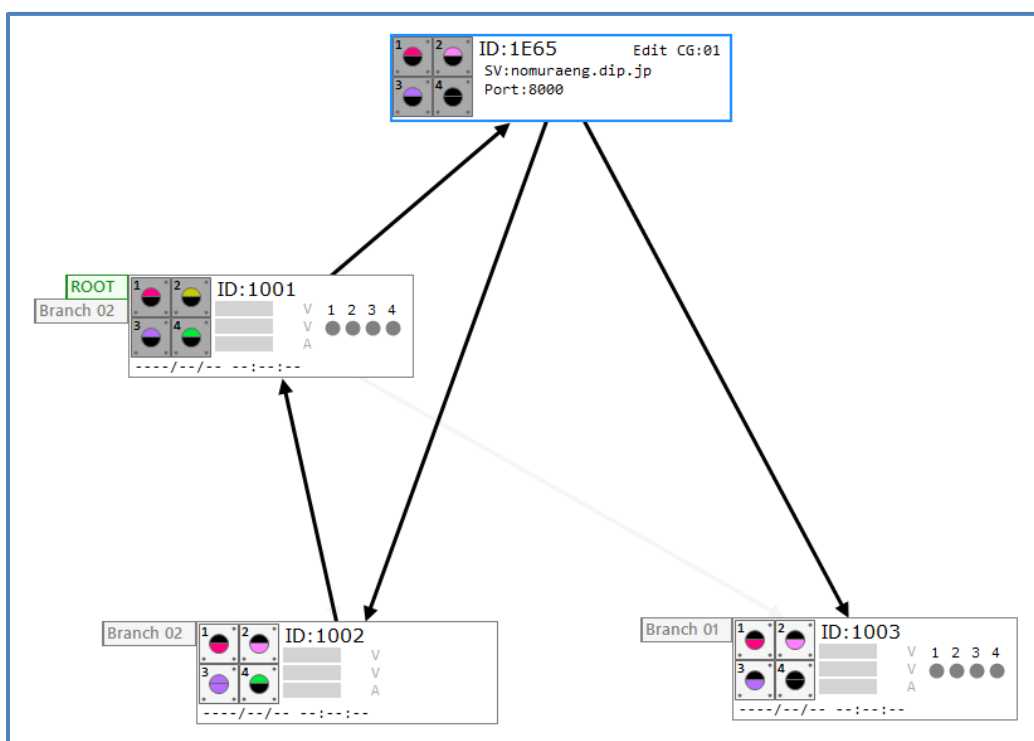 1 2 ID:1E65 Edit CG:01
SV:nomuraeng.dip.jp
3 4 Port:8000
ROOT
Branch 02
1 2 ID:1001
V 1 2 3 4
V
3 4 A
----/--/-- --:--:--
Branch 02
1 2 ID:1002
V
3 4 V
A
----/--/-- --:--:--
Branch 01
1 2 ID:1003
V 1 2 3 4
3 4 V
A
----/--/-- --:--:--